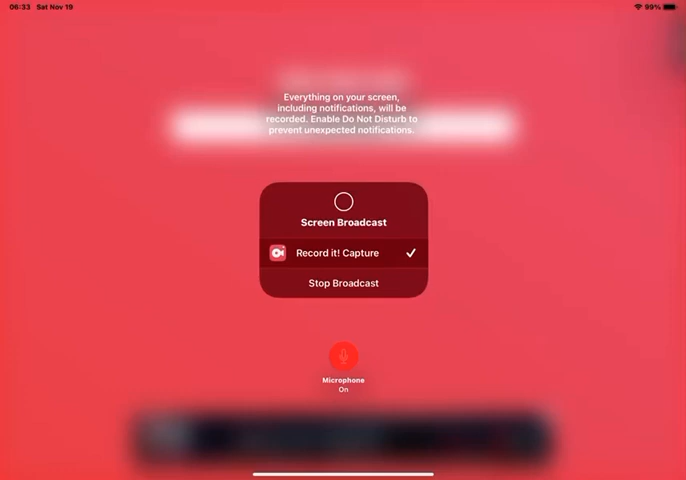 06:33 Sat Nov 19 99%
Everything on your screen,
including notifications, will be
recorded. Enable Do Not Disturb to
prevent unexpected notifications.
Screen Broadcast
Record it! Capture
Stop Broadcast
Microphone
On